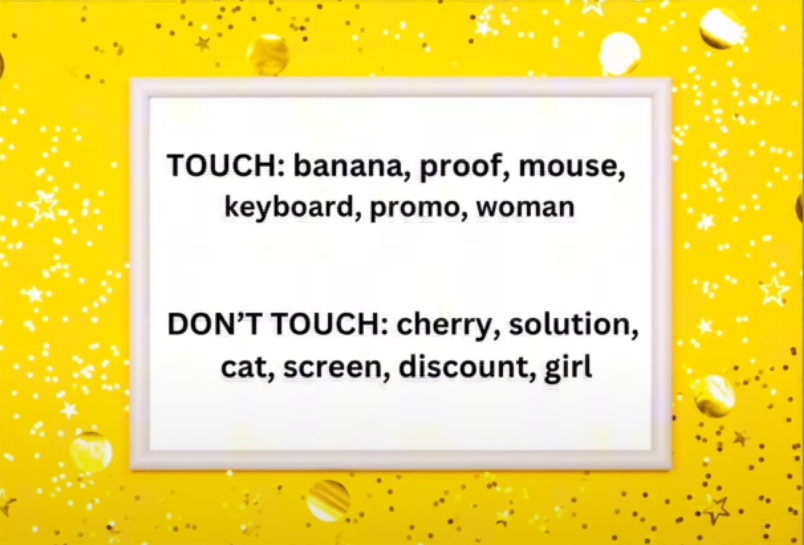 TOUCH: banana, proof, mouse,
keyboard, promo, woman
DON'T TOUCH: cherry, solution,
cat, screen, discount, girl